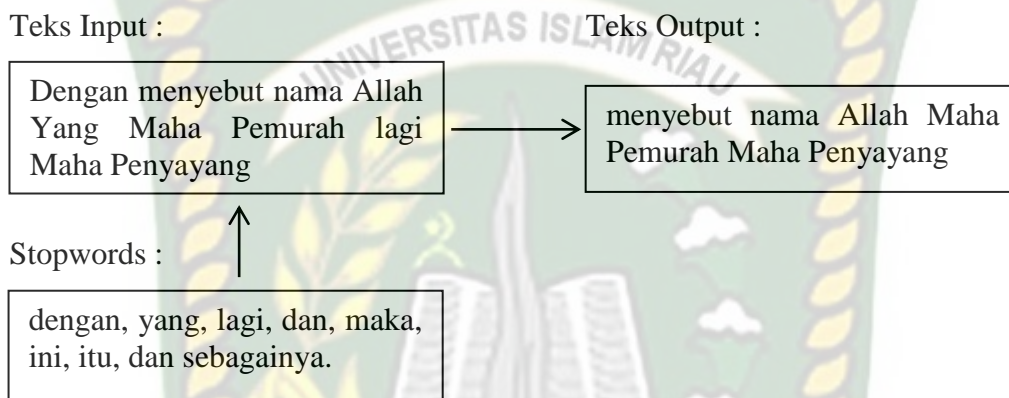 Teks Input :
Teks Output :
UNIVERSITAS ISLAM RIAU
Dengan menyebut nama Allah
Yang Maha Pemurah lagi
Maha Penyayang
menyebut nama Allah Maha
Pemurah Maha Penyayang
Stopwords :
dengan, yang, lagi, dan, maka,
ini, itu, dan sebagainya.